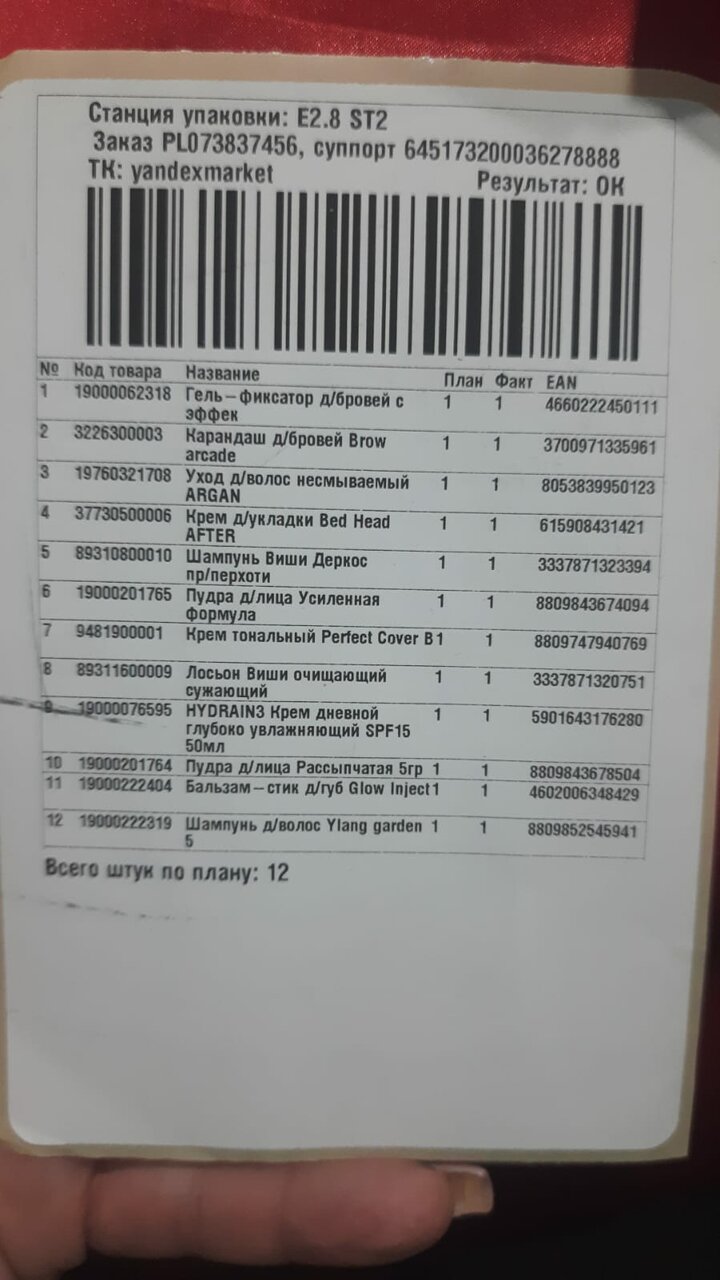 Станция упаковки: E2.8 ST2
Заказ PL073837456, суппорт 645173200036278888
ТК: yandexmarket Результат: OK
№ Код товара Название План Факт EAN
1 19000062318 Гель-фиксатор д/бровей с 1 1 4660222450111
эффек
2 3226300003 Карандаш д/бровей Brow 1 1 3700971335961
arcade
3 19760321708 Уход д/волос несмываемый 1 1 8053839950123
ARGAN
4 37730500006 Крем д/укладки Bed Head 1 1 615908431421
AFTER
5 89310800010 Шампунь Виши Деркос 1 1 3337871323394
пр/перхоти
6 19000201765 Пудра д/лица Усиленная 1 1 8809843674094
формула
7 9481900001 Крем тональный Perfect Cover B 1 1 8809747940769
8 89311600009 Лосьон Виши очищающий 1 1 3337871320751
сужающий
9 19000076595 HYDRAIN3 Крем дневной 1 1 5901643176280
глубоко увлажняющий SPF15
50мл
10 19000201764 Пудра д/лица Рассыпчатая 5гр 1 1 8809843678504
11 19000222404 Бальзам-стик д/губ Glow Inject 1 1 4602006348429
12 19000222319 Шампунь д/волос Ylang garden 1 1 8809852545941
5
Всего штук по плану: 12